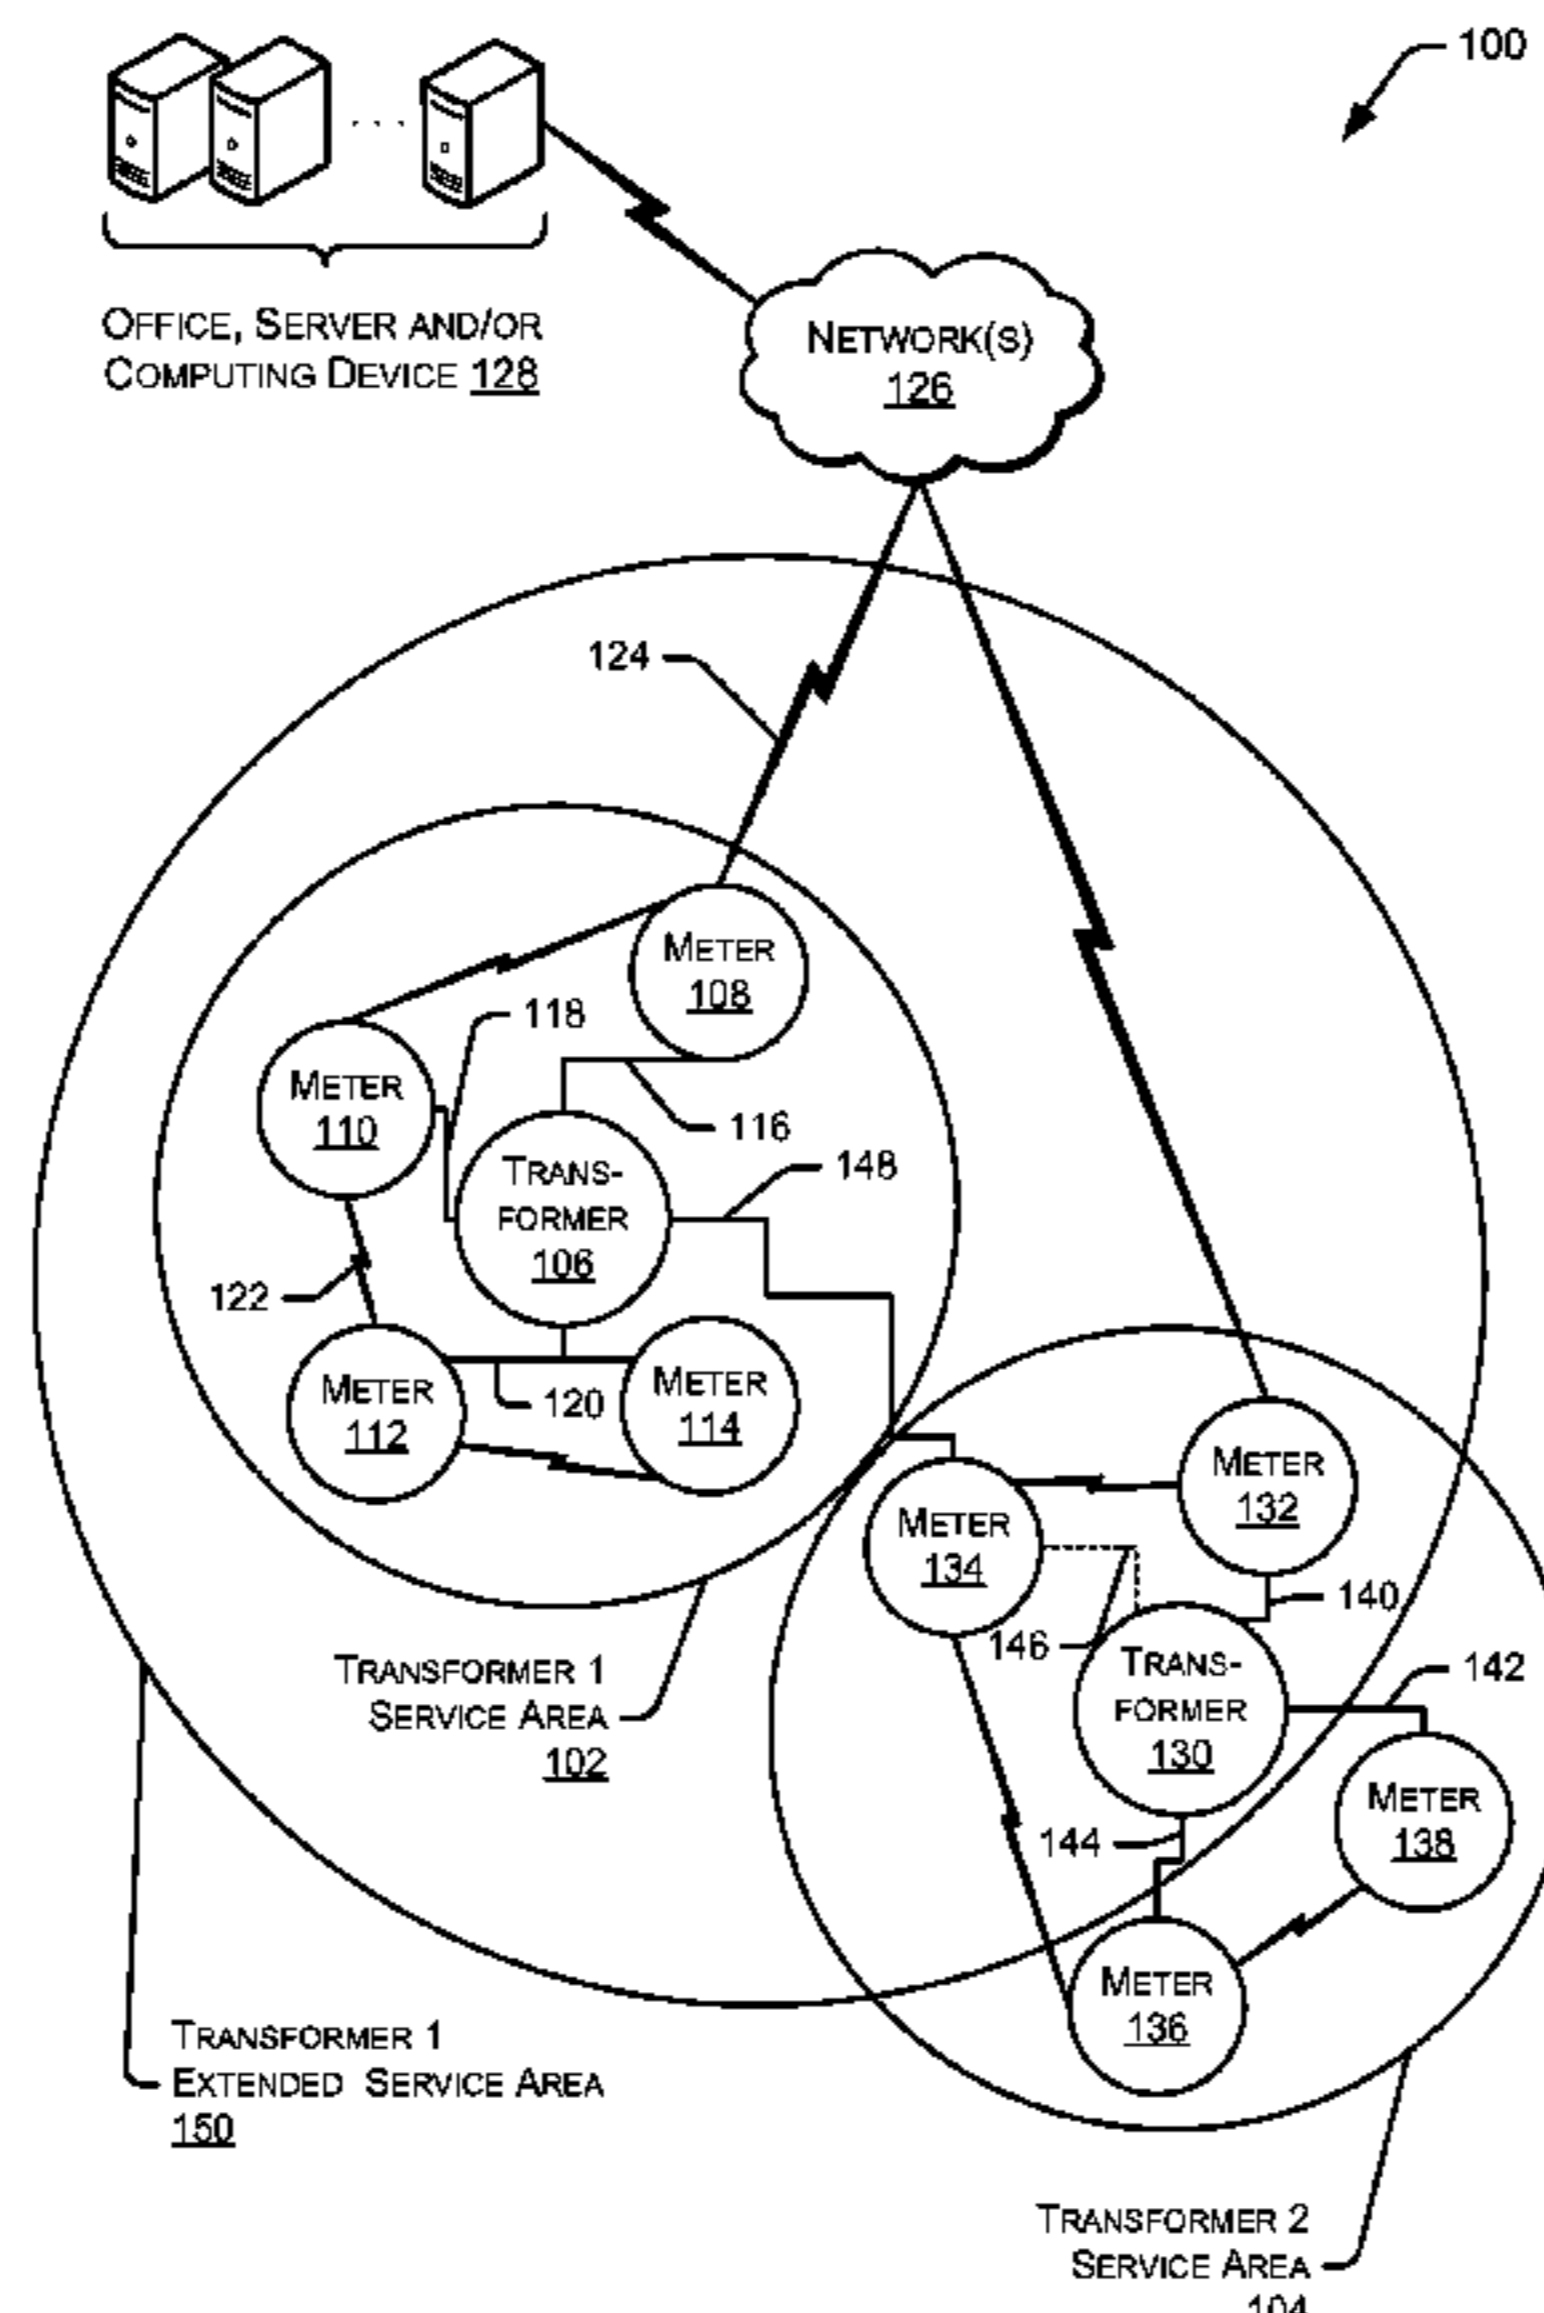 100
OFFICE, SERVER AND/OR
COMPUTING DEVICE 128
NETWORK(S)
126
124
METER
108
118
METER
110
116
TRANS-
FORMER
106
148
122
METER
112
120
METER
114
METER
132
METER
134
140
146
TRANS-
FORMER
130
142
TRANSFORMER 1
SERVICE AREA
102
METER
138
144
METER
136
TRANSFORMER 1
EXTENDED SERVICE AREA
150
TRANSFORMER 2
SERVICE AREA
104